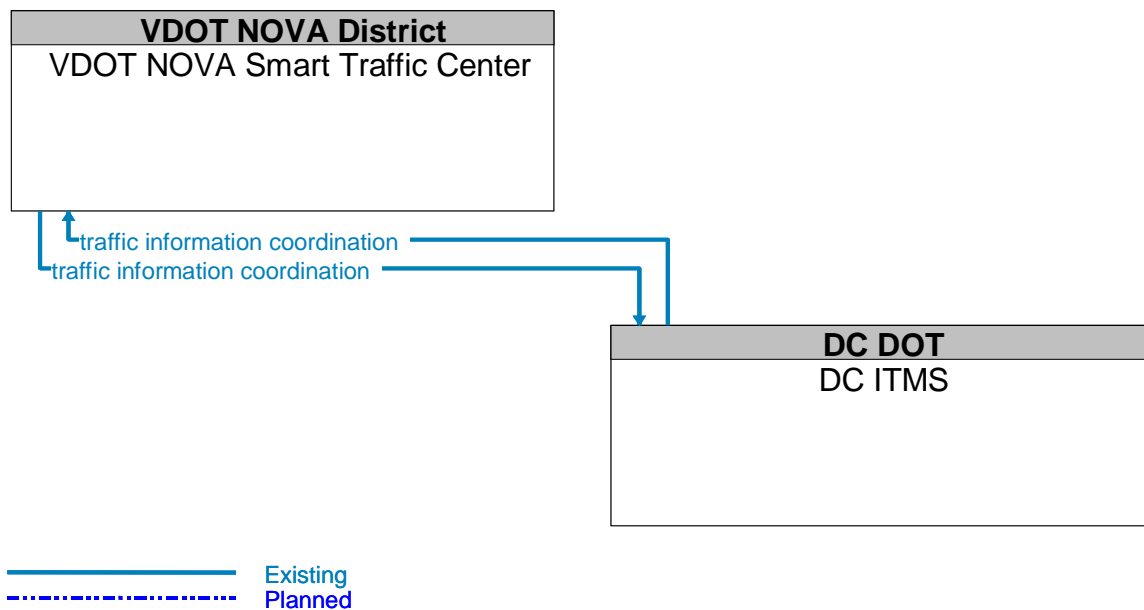 VDOT NOVA District
VDOT NOVA Smart Traffic Center
traffic information coordination
traffic information coordination
DC DOT
DC ITMS
Existing
Planned